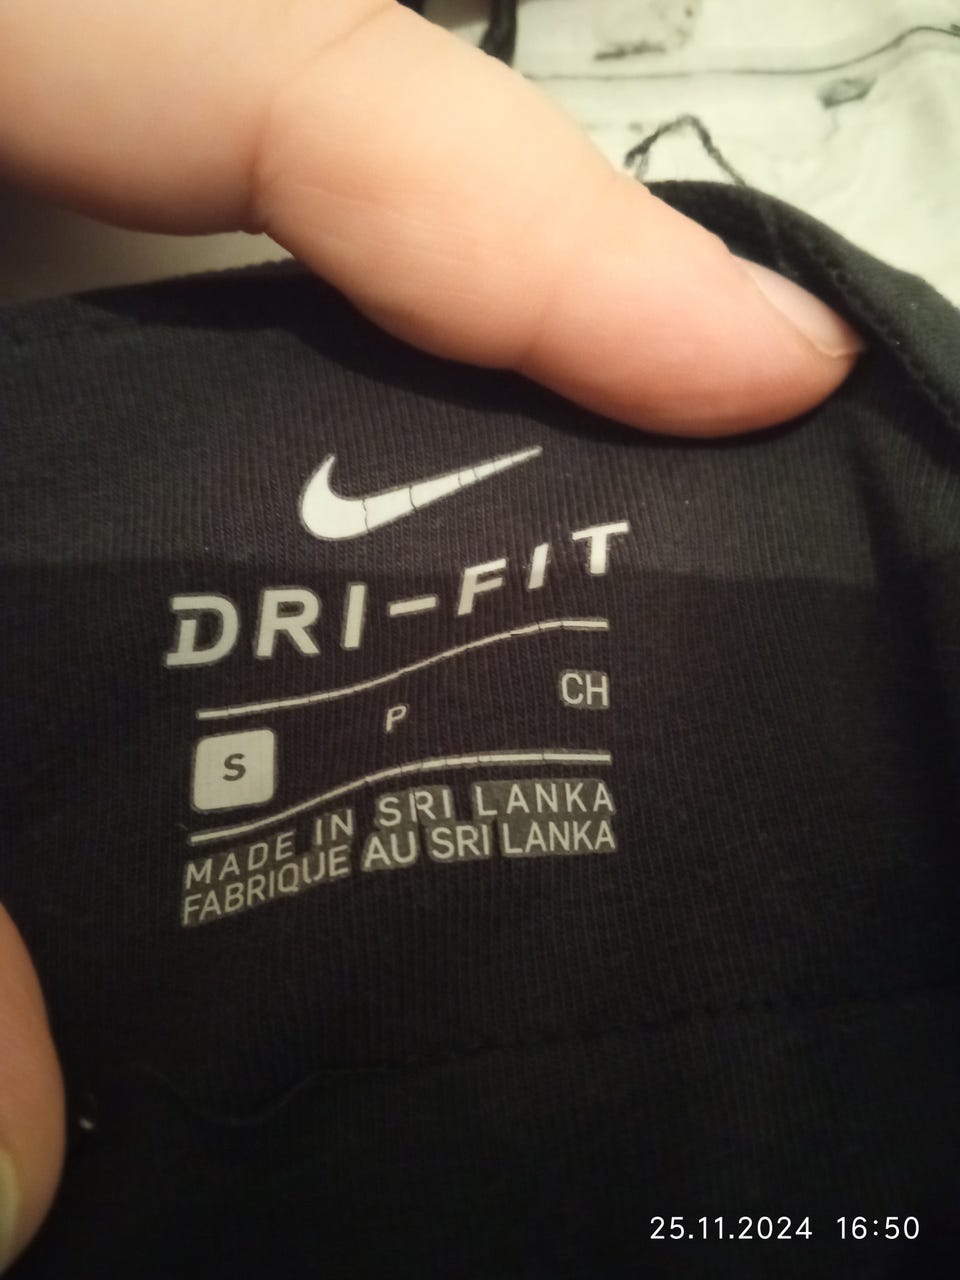 DRI-FIT
S P CH
MADE IN SRI LANKA
FABRIQUE AU SRI LANKA
25.11.2024 16:50